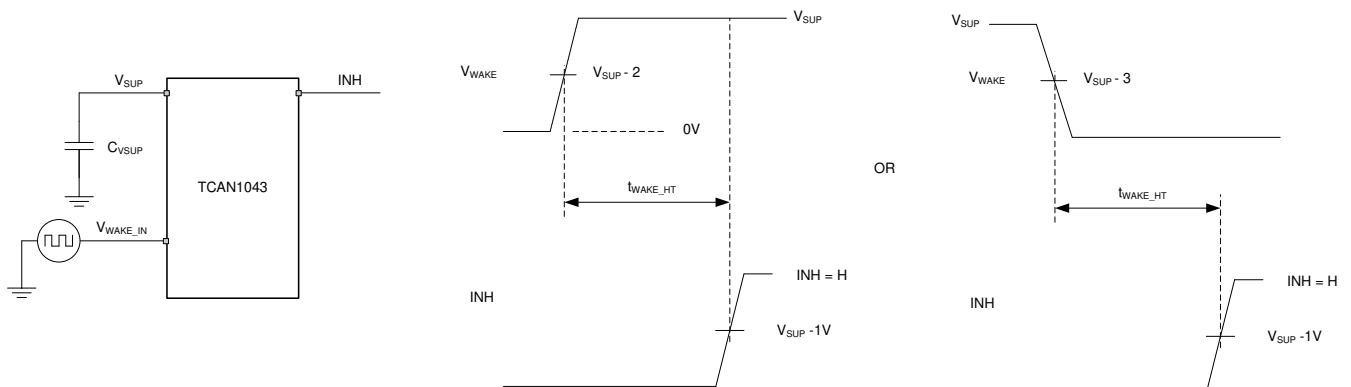 VSUP
INH
CVSUP
TCAN1043
VWAKE_IN
VSUP
VWAKE
VSUP - 2
0V
tWAKE_HT
INH
INH = H
VSUP -1V
OR
VSUP
VWAKE
VSUP - 3
tWAKE_HT
INH
INH = H
VSUP -1V